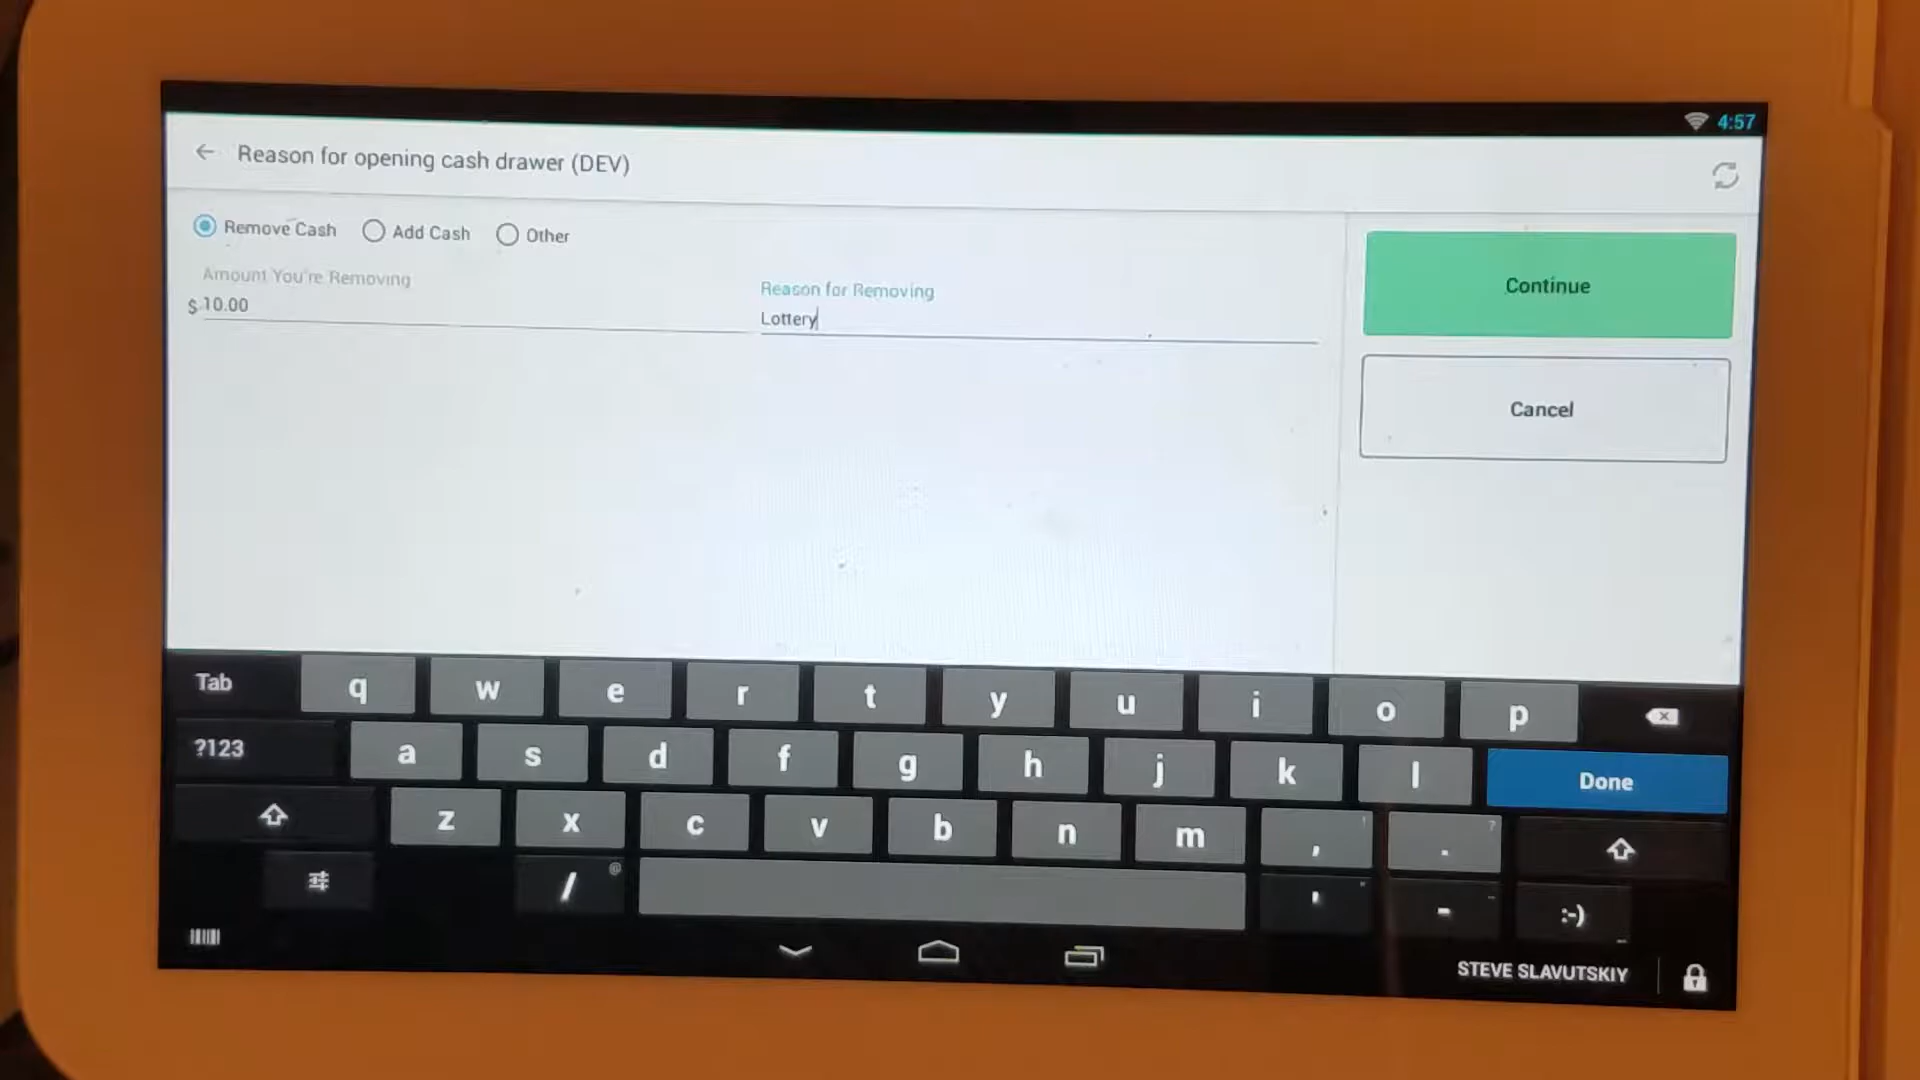 4:57
Reason for opening cash drawer (DEV)
Remove Cash Add Cash Other
Amount You're Removing
$ 10.00
Reason for Removing
Lottery
Continue
Cancel
Tab q w e r t y u i o p
?123 a s d f g h j k l Done
z x c v b n m , ! . ?
/ @ ' " - _ :-)
STEVE SLAVUTSKIY